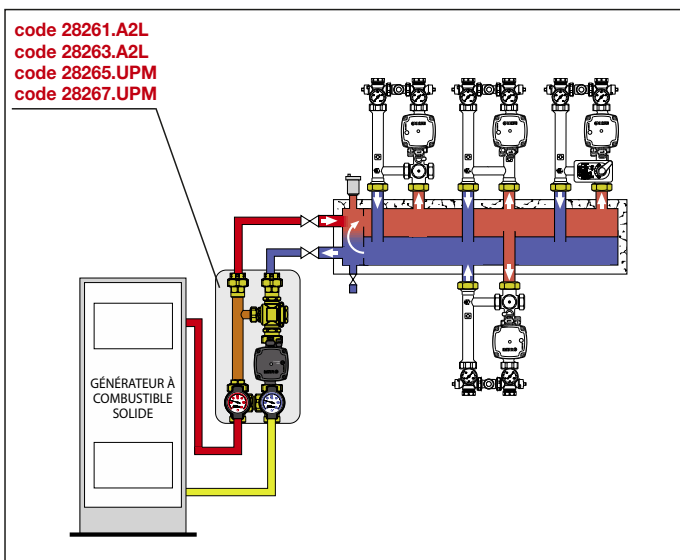 code 28261.A2L
code 28263.A2L
code 28265.UPM
code 28267.UPM
GÉNÉRATEUR À
COMBUSTIBLE
SOLIDE